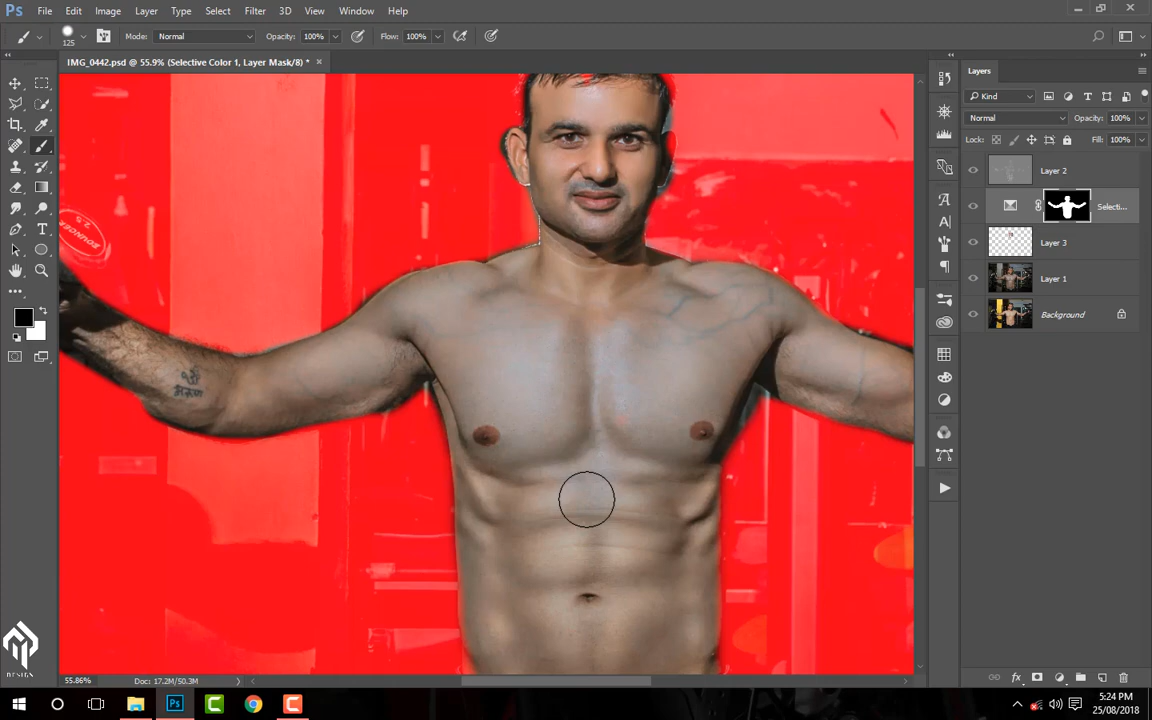 Ps File Edit Image Layer Type Select Filter 3D View Window Help
125 Mode: Normal Opacity: 100% Flow: 100%
IMG_0442.psd @ 55.9% (Selective Color 1, Layer Mask/8) * ×
Layers
Kind
Normal Opacity: 100%
Lock: Fill: 100%
Layer 2
Selecti...
Layer 3
Layer 1
Background
DESIGN
55.86% Doc: 17.2M/50.3M
Ps
5:24 PM
25/08/2018